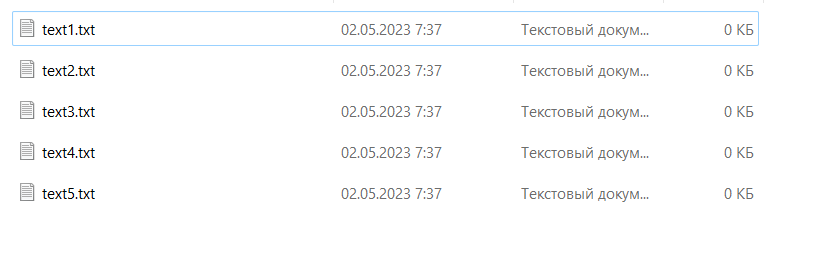 text1.txt 02.05.2023 7:37 Текстовый докум... 0 КБ
text2.txt 02.05.2023 7:37 Текстовый докум... 0 КБ
text3.txt 02.05.2023 7:37 Текстовый докум... 0 КБ
text4.txt 02.05.2023 7:37 Текстовый докум... 0 КБ
text5.txt 02.05.2023 7:37 Текстовый докум... 0 КБ